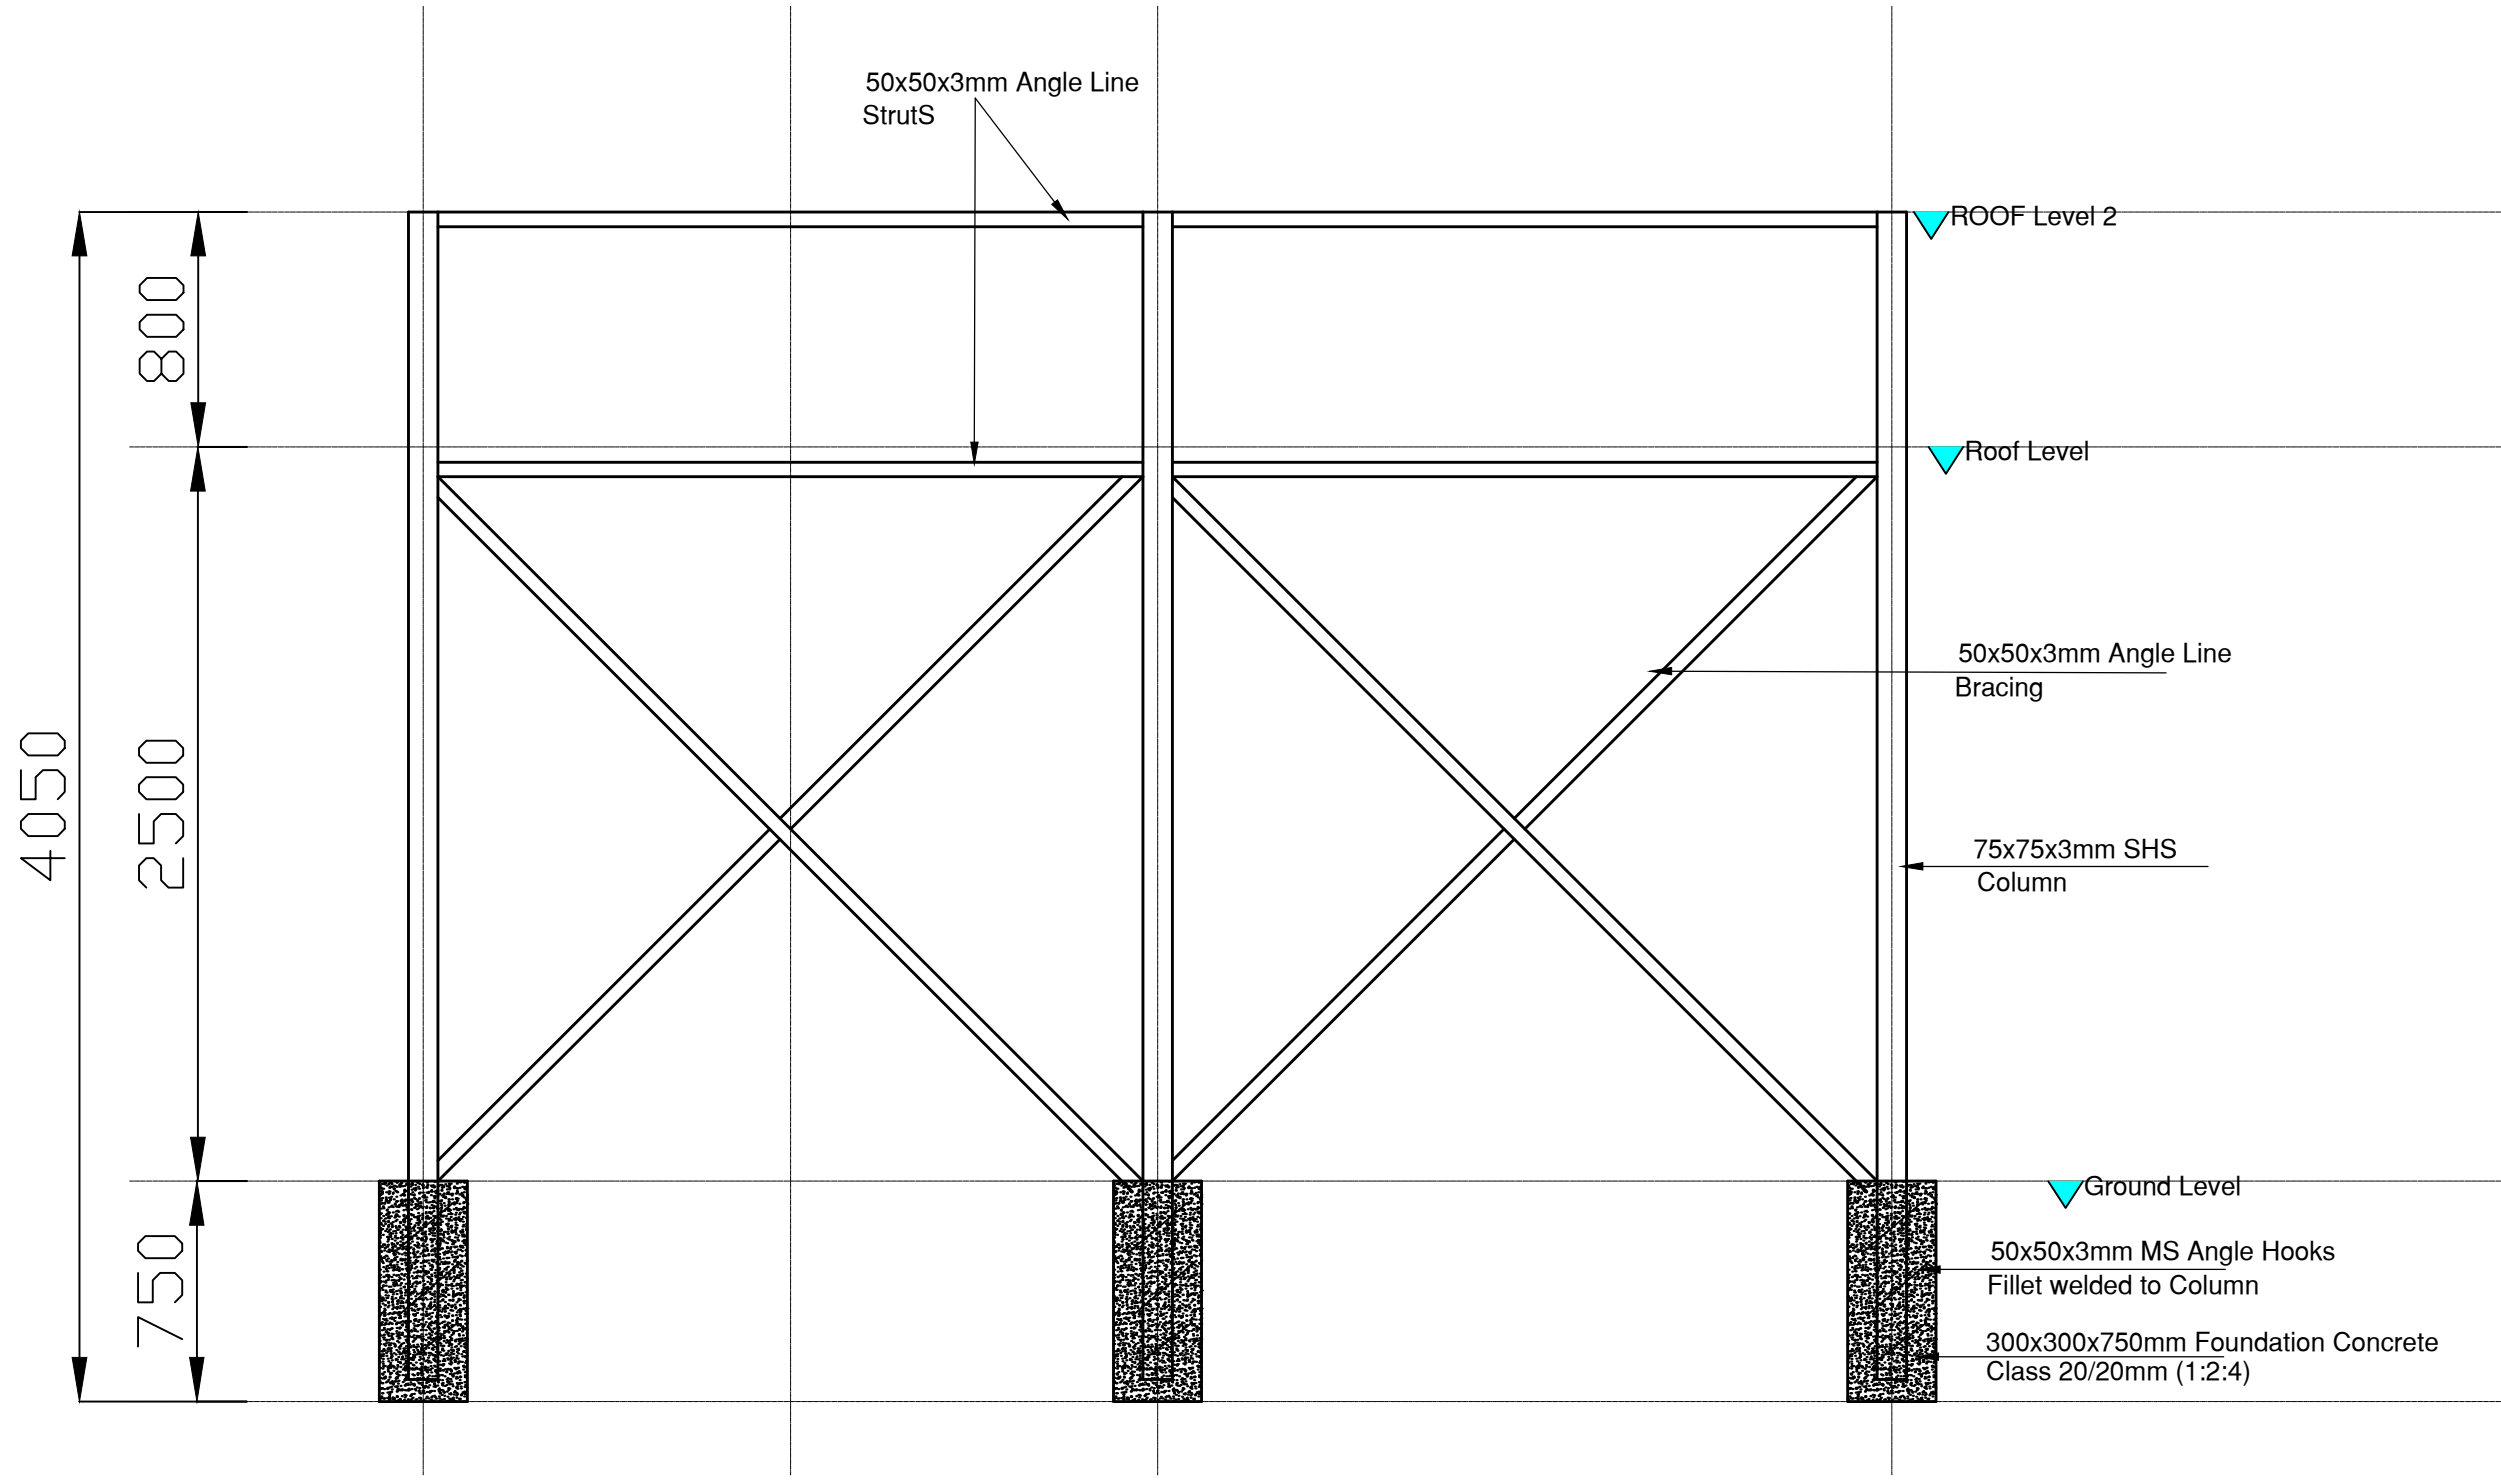 50x50x3mm Angle Line
StrutS
ROOF Level 2
800
Roof Level
50x50x3mm Angle Line
Bracing
4050
2500
75x75x3mm SHS
Column
Ground Level
750
50x50x3mm MS Angle Hooks
Fillet welded to Column
300x300x750mm Foundation Concrete
Class 20/20mm (1:2:4)